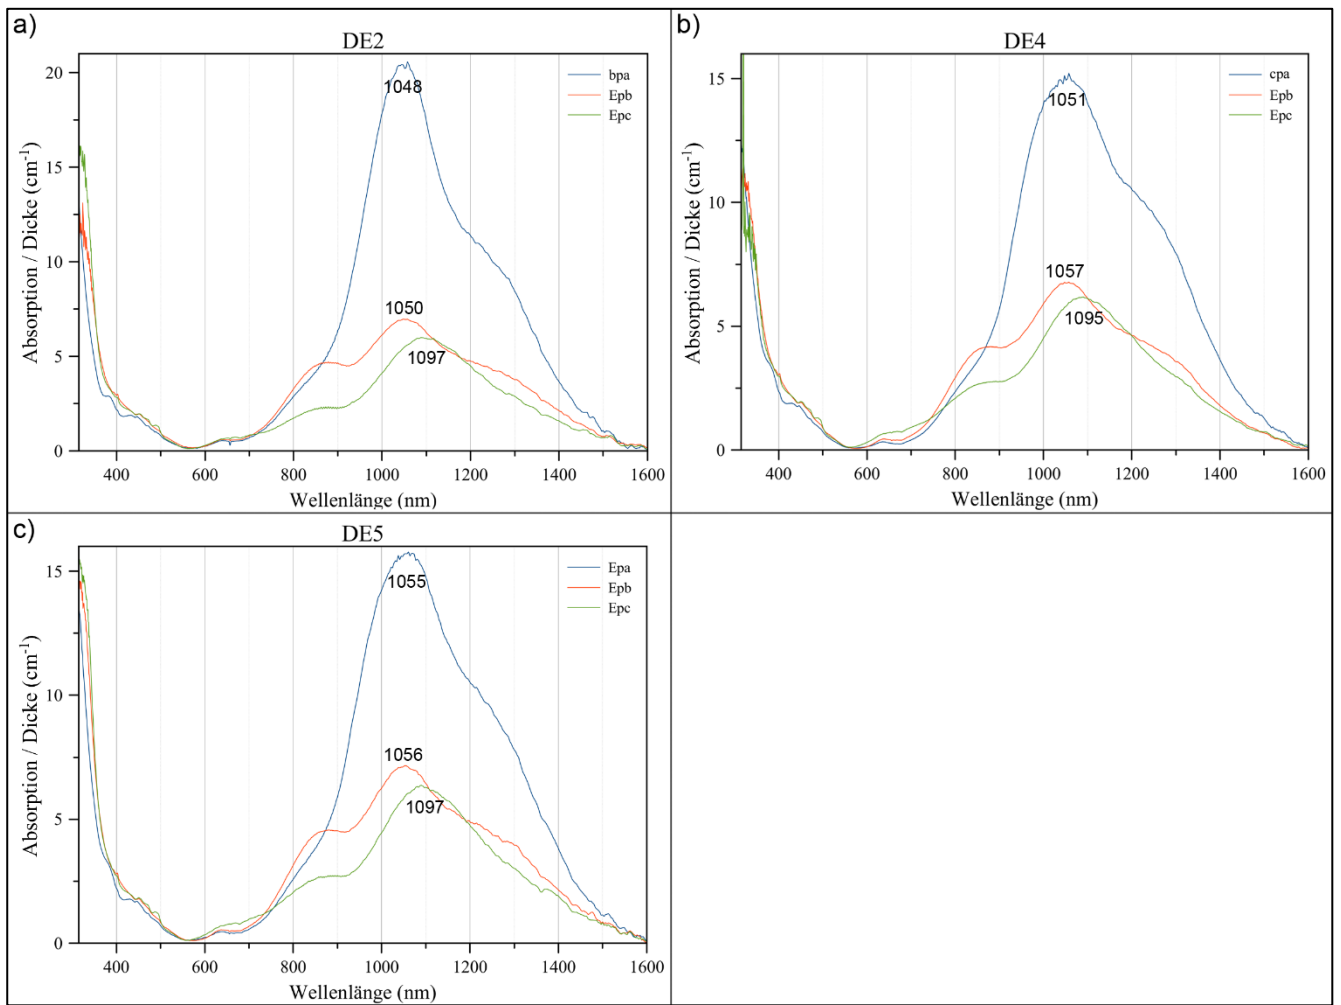 a)
DE2
bpa
Epb
Epc
1048
1050
1097
20
15
10
5
0
Absorption / Dicke (cm⁻¹)
400 600 800 1000 1200 1400 1600
Wellenlänge (nm)
b)
DE4
cpa
Epb
Epc
1051
1057
1095
15
10
5
0
Absorption / Dicke (cm⁻¹)
400 600 800 1000 1200 1400 1600
Wellenlänge (nm)
c)
DE5
Epa
Epb
Epc
1055
1056
1097
15
10
5
0
Absorption / Dicke (cm⁻¹)
400 600 800 1000 1200 1400 1600
Wellenlänge (nm)